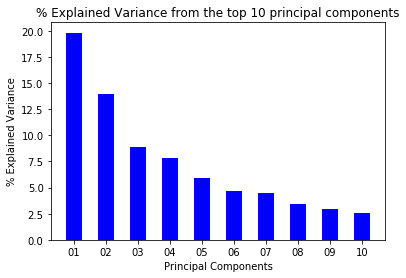 % Explained Variance from the top 10 principal components
% Explained Variance
20.0
17.5
15.0
12.5
10.0
7.5
5.0
2.5
0.0
01 02 03 04 05 06 07 08 09 10
Principal Components